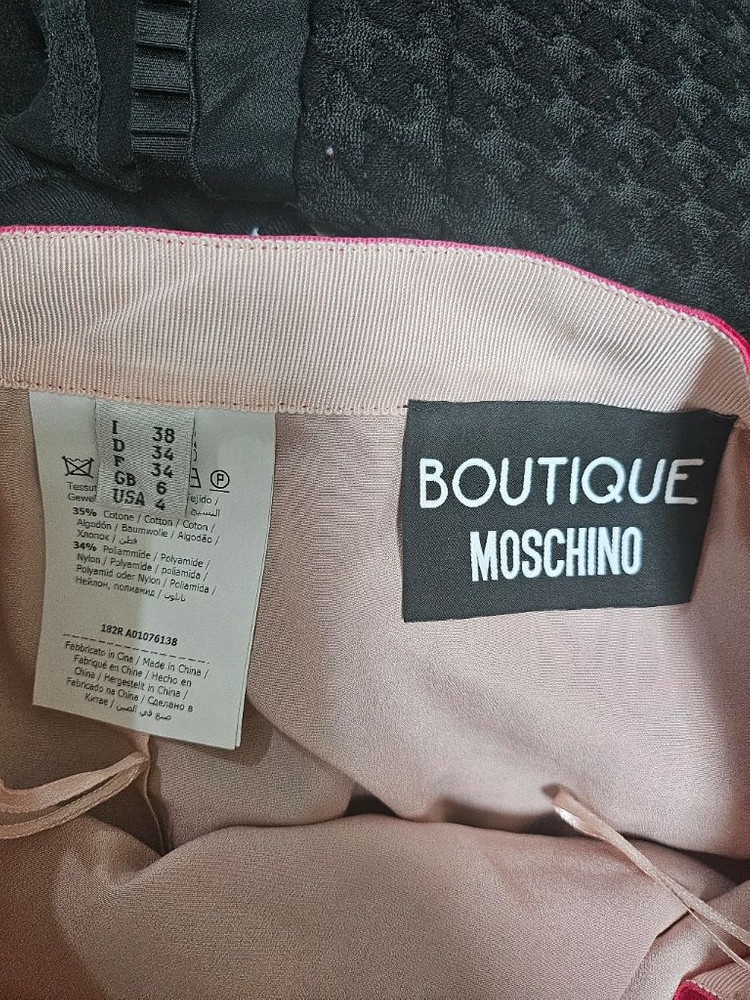 I 38
D 34
F 34
GB 6
USA 4
35% Cotone / Cotton / Coton /
Algodón / Baumwolle / Algodão /
Хлопок / قطن
34% Poliammide / Polyamide /
Nylon / Polyamide / poliamida /
Polyamid oder Nylon / Poliamida /
Нейлон, полиамид / نايلون
182R A01076138
Fabbricato in Cina / Made in China /
Fabriqué en Chine / Hecho en
China / Hergestellt in China /
Fabricado na China / Сделано в
Китае / صنع في الصين
BOUTIQUE
MOSCHINO